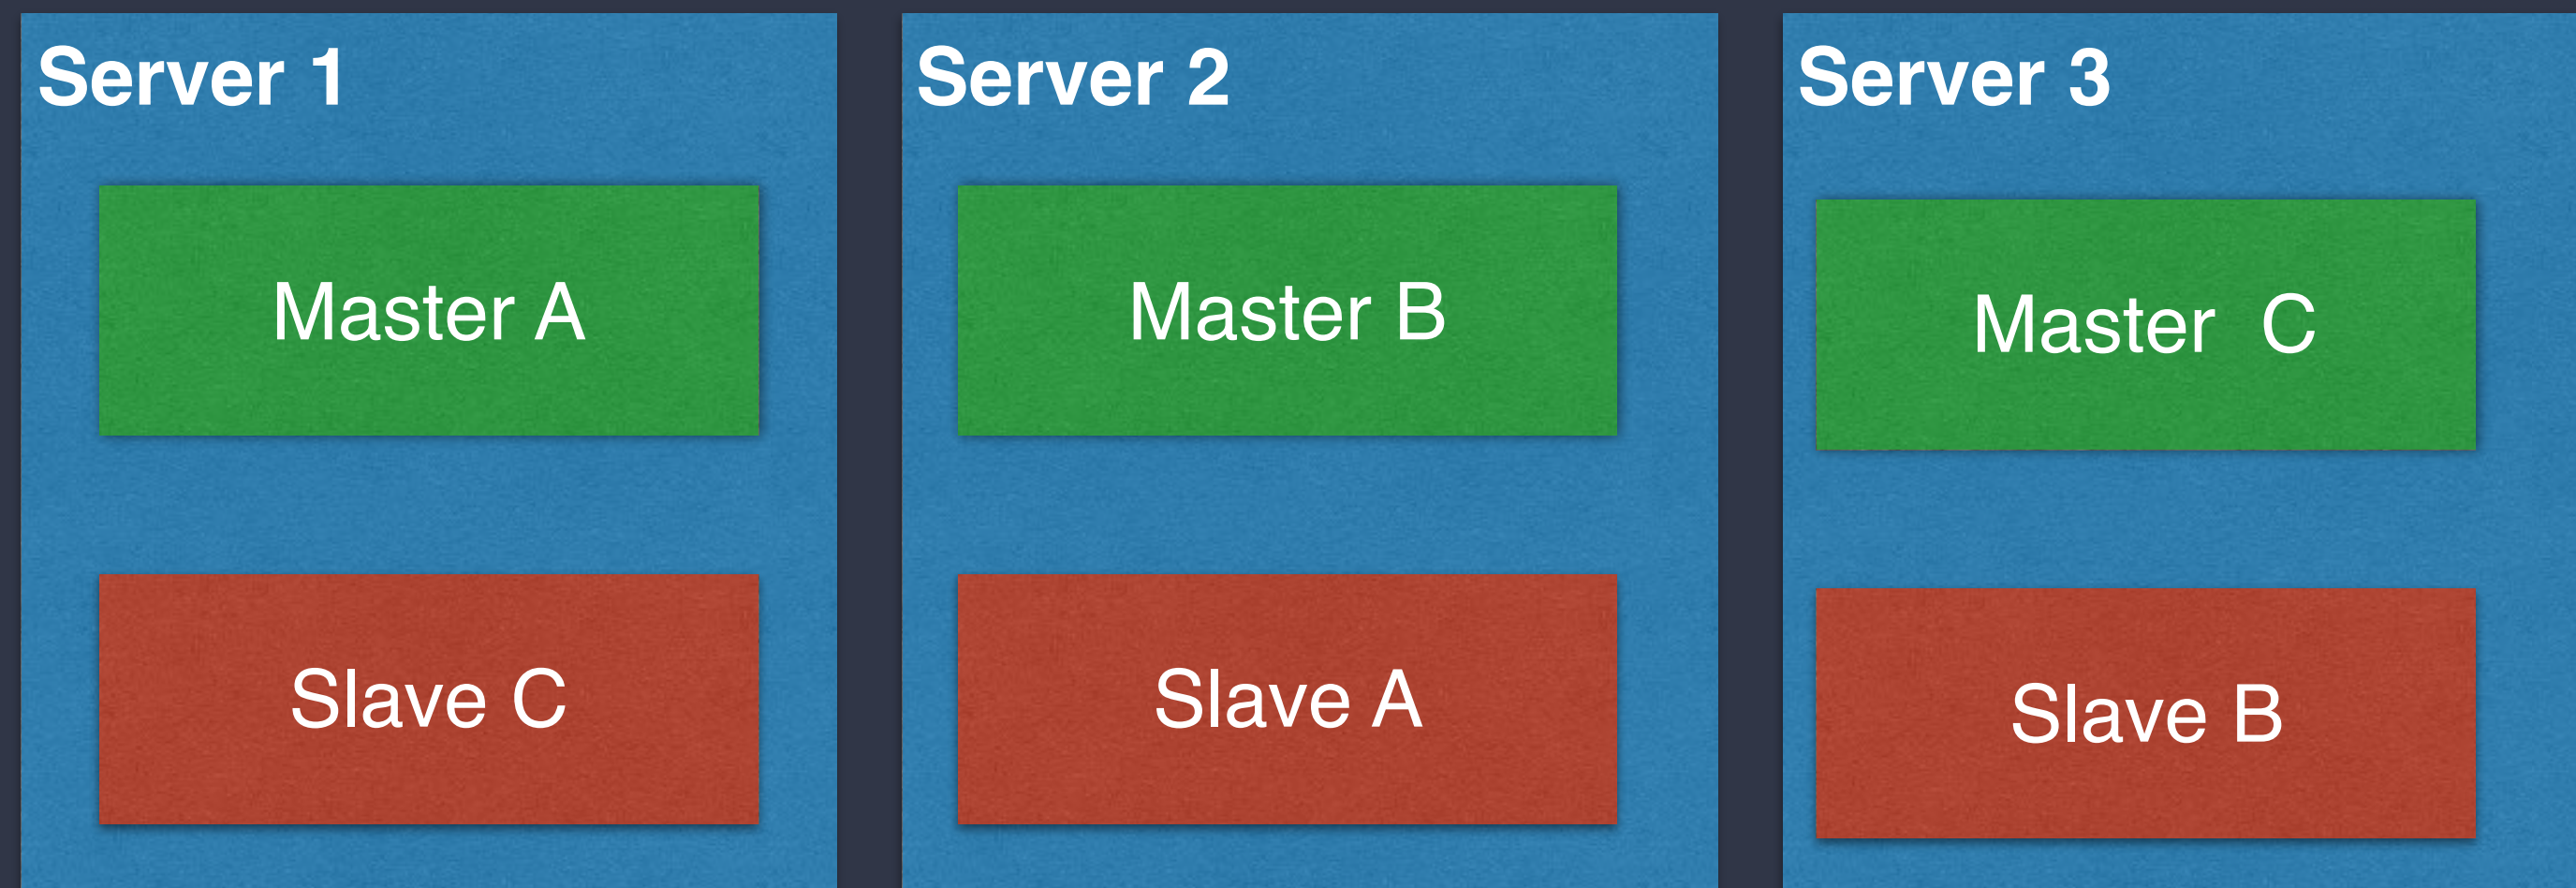 Server 1
Master A
Slave C
Server 2
Master B
Slave A
Server 3
Master  C
Slave B